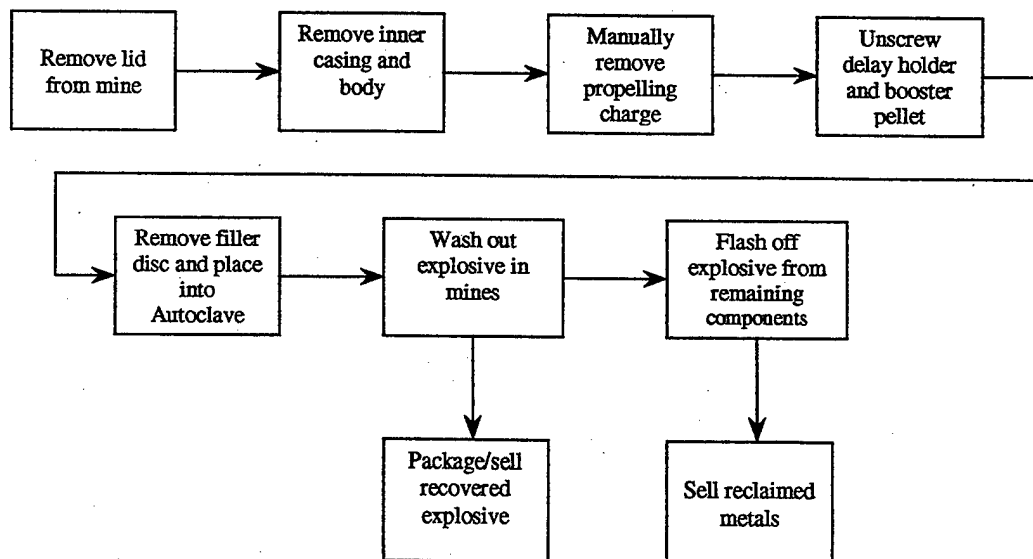 Remove lid
from mine
Remove inner
casing and
body
Manually
remove
propelling
charge
Unscrew
delay holder
and booster
pellet
Remove filler
disc and place
into
Autoclave
Wash out
explosive in
mines
Flash off
explosive from
remaining
components
Package/sell
recovered
explosive
Sell reclaimed
metals